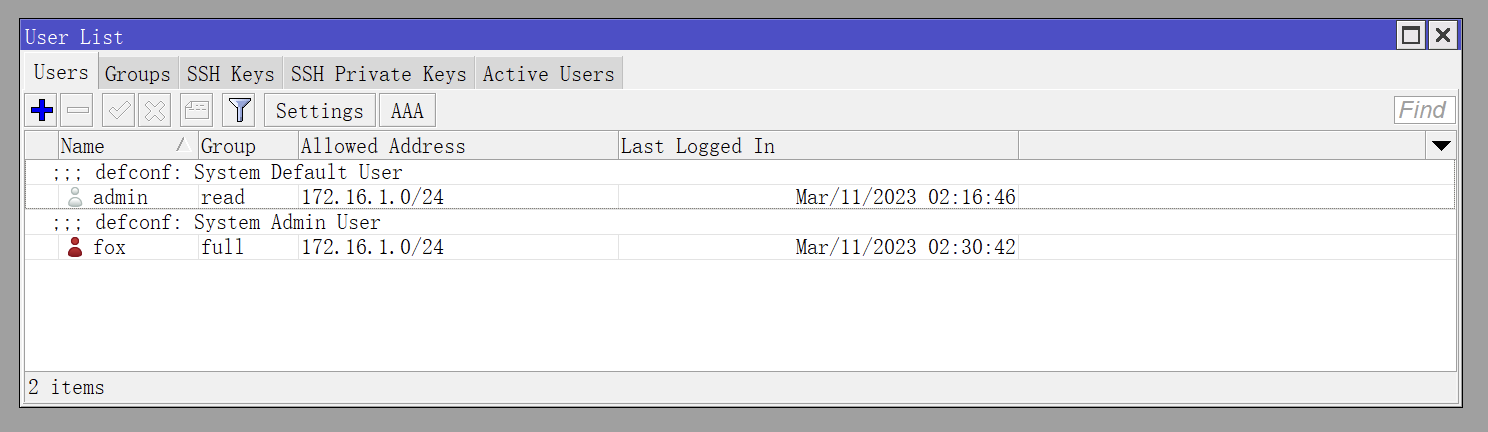 User List
Users Groups SSH Keys SSH Private Keys Active Users
Settings AAA Find
Name Group Allowed Address Last Logged In
;;; defconf: System Default User
admin read 172.16.1.0/24 Mar/11/2023 02:16:46
;;; defconf: System Admin User
fox full 172.16.1.0/24 Mar/11/2023 02:30:42
2 items